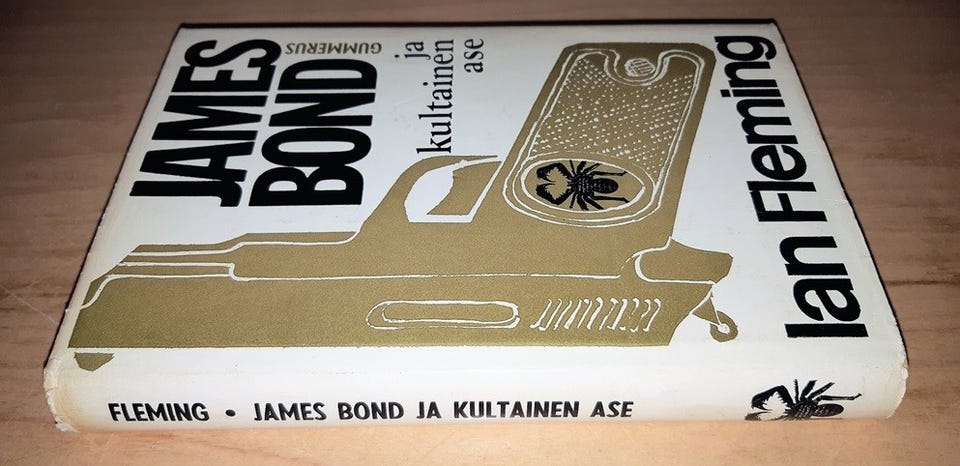 JAMES
BOND
GUMMERUS
ja
kultainen
ase
Ian Fleming
FLEMING • JAMES BOND JA KULTAINEN ASE